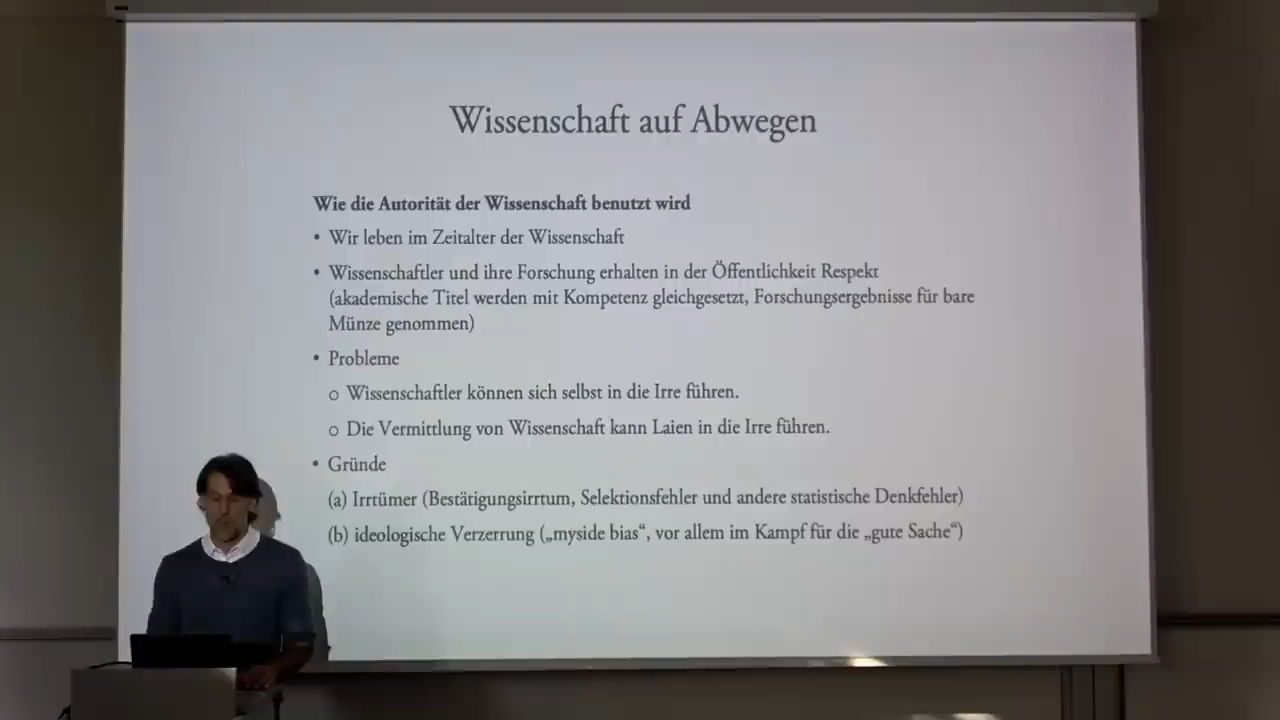 Wissenschaft auf Abwegen
Wie die Autorität der Wissenschaft benutzt wird
• Wir leben im Zeitalter der Wissenschaft
• Wissenschaftler und ihre Forschung erhalten in der Öffentlichkeit Respekt
(akademische Titel werden mit Kompetenz gleichgesetzt, Forschungsergebnisse für bare
Münze genommen)
• Probleme
o Wissenschaftler können sich selbst in die Irre führen.
o Die Vermittlung von Wissenschaft kann Laien in die Irre führen.
• Gründe
(a) Irrtümer (Bestätigungsirrtum, Selektionsfehler und andere statistische Denkfehler)
(b) ideologische Verzerrung („myside bias“, vor allem im Kampf für die „gute Sache“)